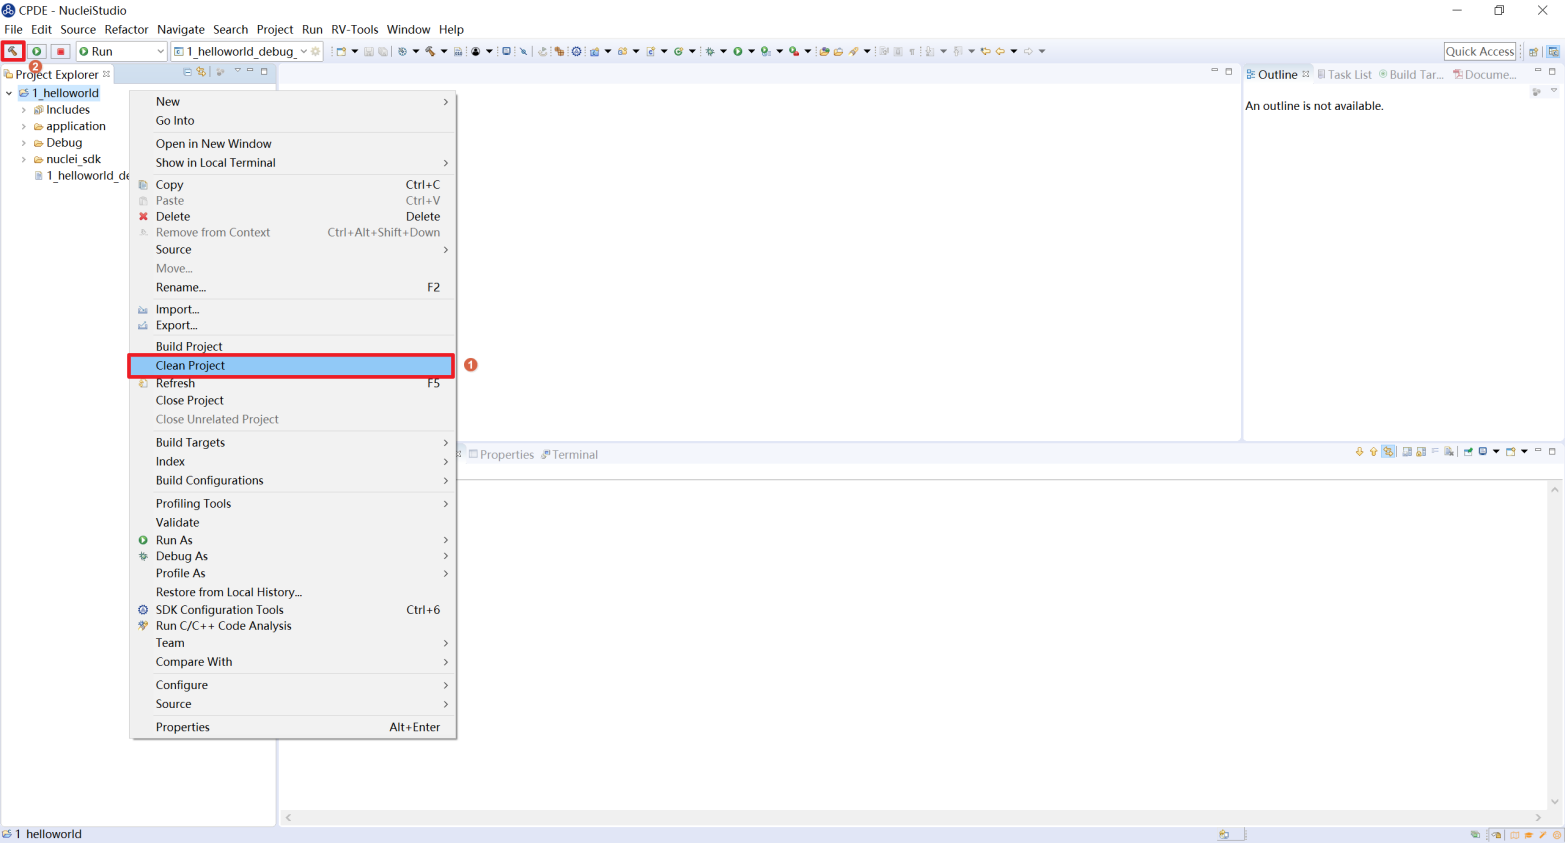 CPDE - NucleiStudio
File Edit Source Refactor Navigate Search Project Run RV-Tools Window Help
Run
1_helloworld_debug_
Quick Access
2
Project Explorer
1_helloworld
Includes
application
Debug
nuclei_sdk
1_helloworld_de
New
Go Into
Open in New Window
Show in Local Terminal
Copy Ctrl+C
Paste Ctrl+V
Delete Delete
Remove from Context Ctrl+Alt+Shift+Down
Source
Move...
Rename... F2
Import...
Export...
Build Project
Clean Project
1
Refresh F5
Close Project
Close Unrelated Project
Build Targets
Index
Build Configurations
Profiling Tools
Validate
Run As
Debug As
Profile As
Restore from Local History...
SDK Configuration Tools Ctrl+6
Run C/C++ Code Analysis
Team
Compare With
Configure
Source
Properties Alt+Enter
Outline Task List Build Tar... Docume...
An outline is not available.
Properties Terminal
1_helloworld